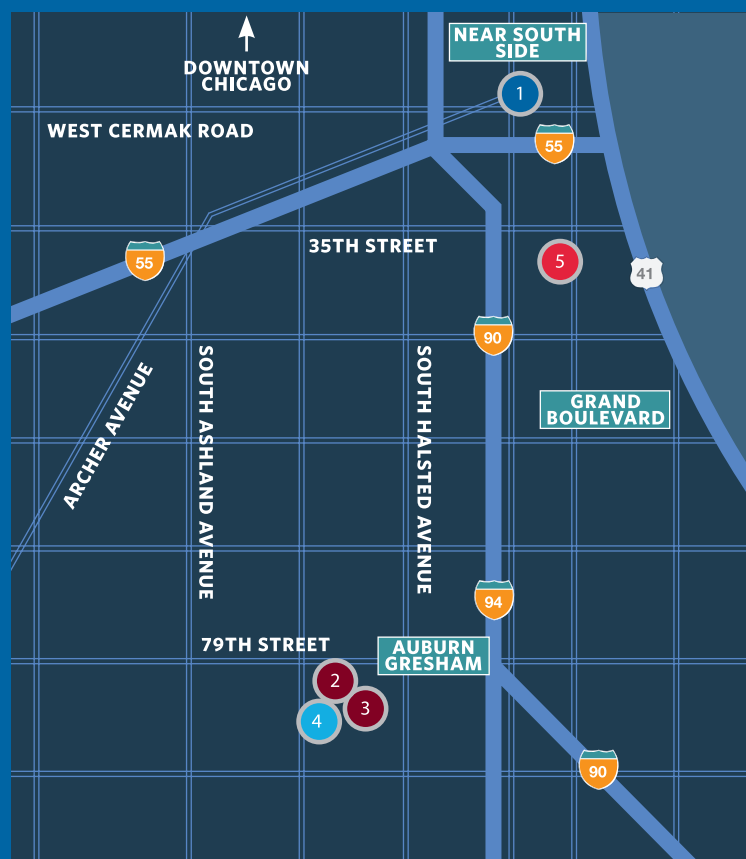 NEAR SOUTH
SIDE
DOWNTOWN
CHICAGO
1
WEST CERMAK ROAD
55
35TH STREET
55
5
41
90
SOUTH ASHLAND AVENUE
SOUTH HALSTED AVENUE
ARCHER AVENUE
GRAND
BOULEVARD
94
79TH STREET
AUBURN
GRESHAM
2
3
4
90